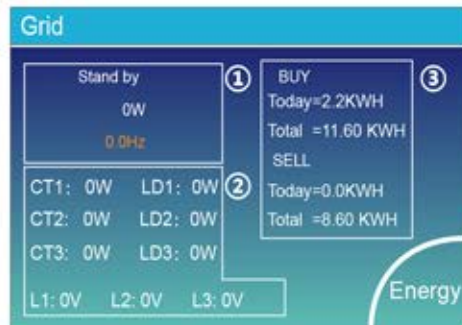 Grid
Stand by ①
0W
0.0Hz
CT1: 0W LD1: 0W ②
CT2: 0W LD2: 0W
CT3: 0W LD3: 0W
L1: 0V L2: 0V L3: 0V
BUY ③
Today=2.2KWH
Total =11.60 KWH
SELL
Today=0.0KWH
Total =8.60 KWH
Energy